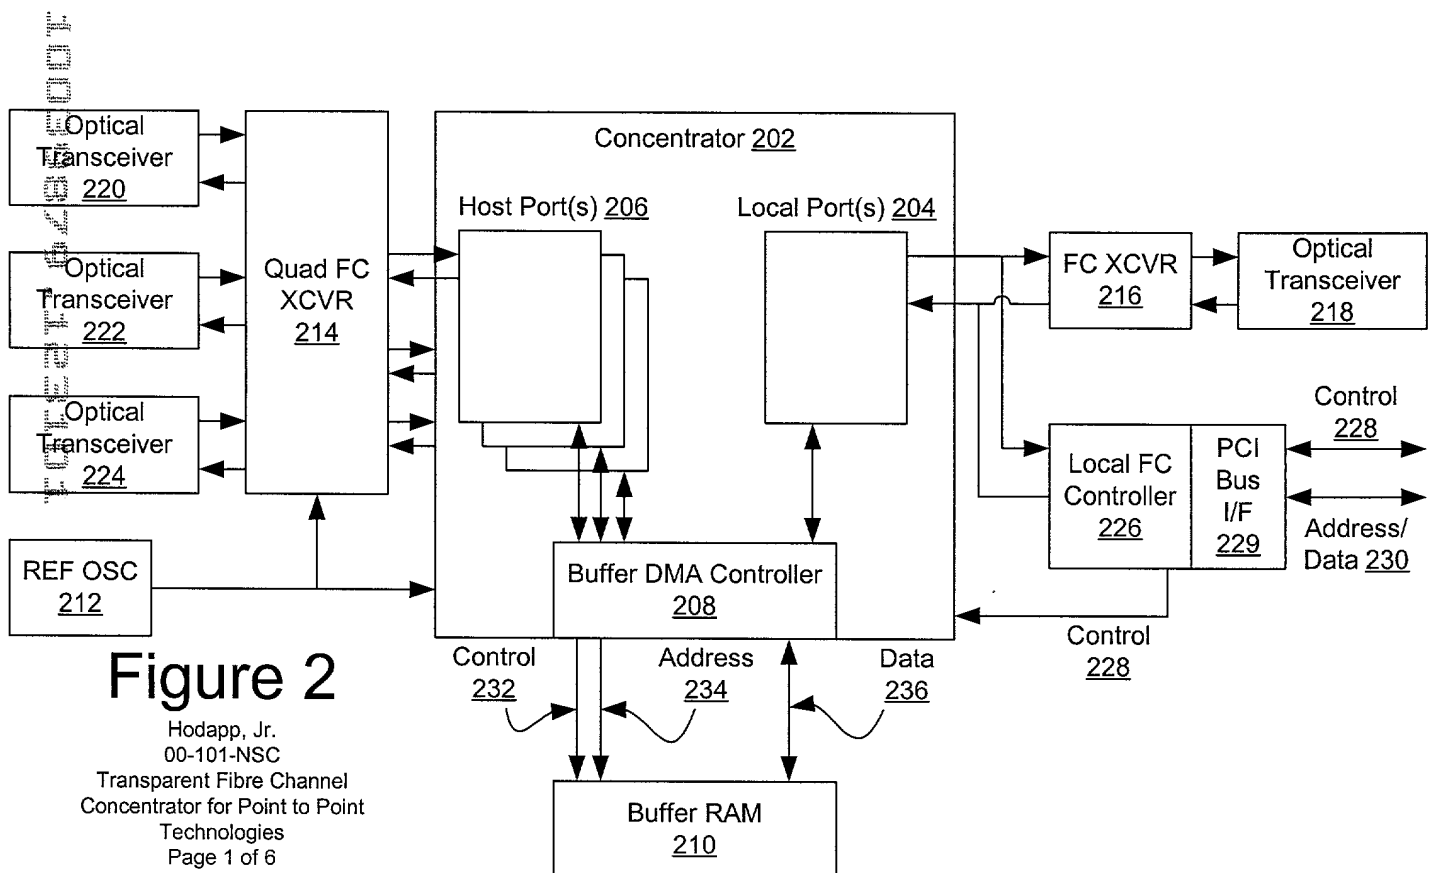 Optical
Transceiver
220
Optical
Transceiver
222
Optical
Transceiver
224
REF OSC
212
Quad FC
XCVR
214
Concentrator 202
Host Port(s) 206
Local Port(s) 204
FC XCVR
216
Optical
Transceiver
218
Control
228
Local FC
Controller
226
PCI
Bus
I/F
229
Address/
Data 230
Buffer DMA Controller
208
Control
228
Control
232
Address
234
Data
236
Buffer RAM
210
Figure 2
Hodapp, Jr.
00-101-NSC
Transparent Fibre Channel
Concentrator for Point to Point
Technologies
Page 1 of 6